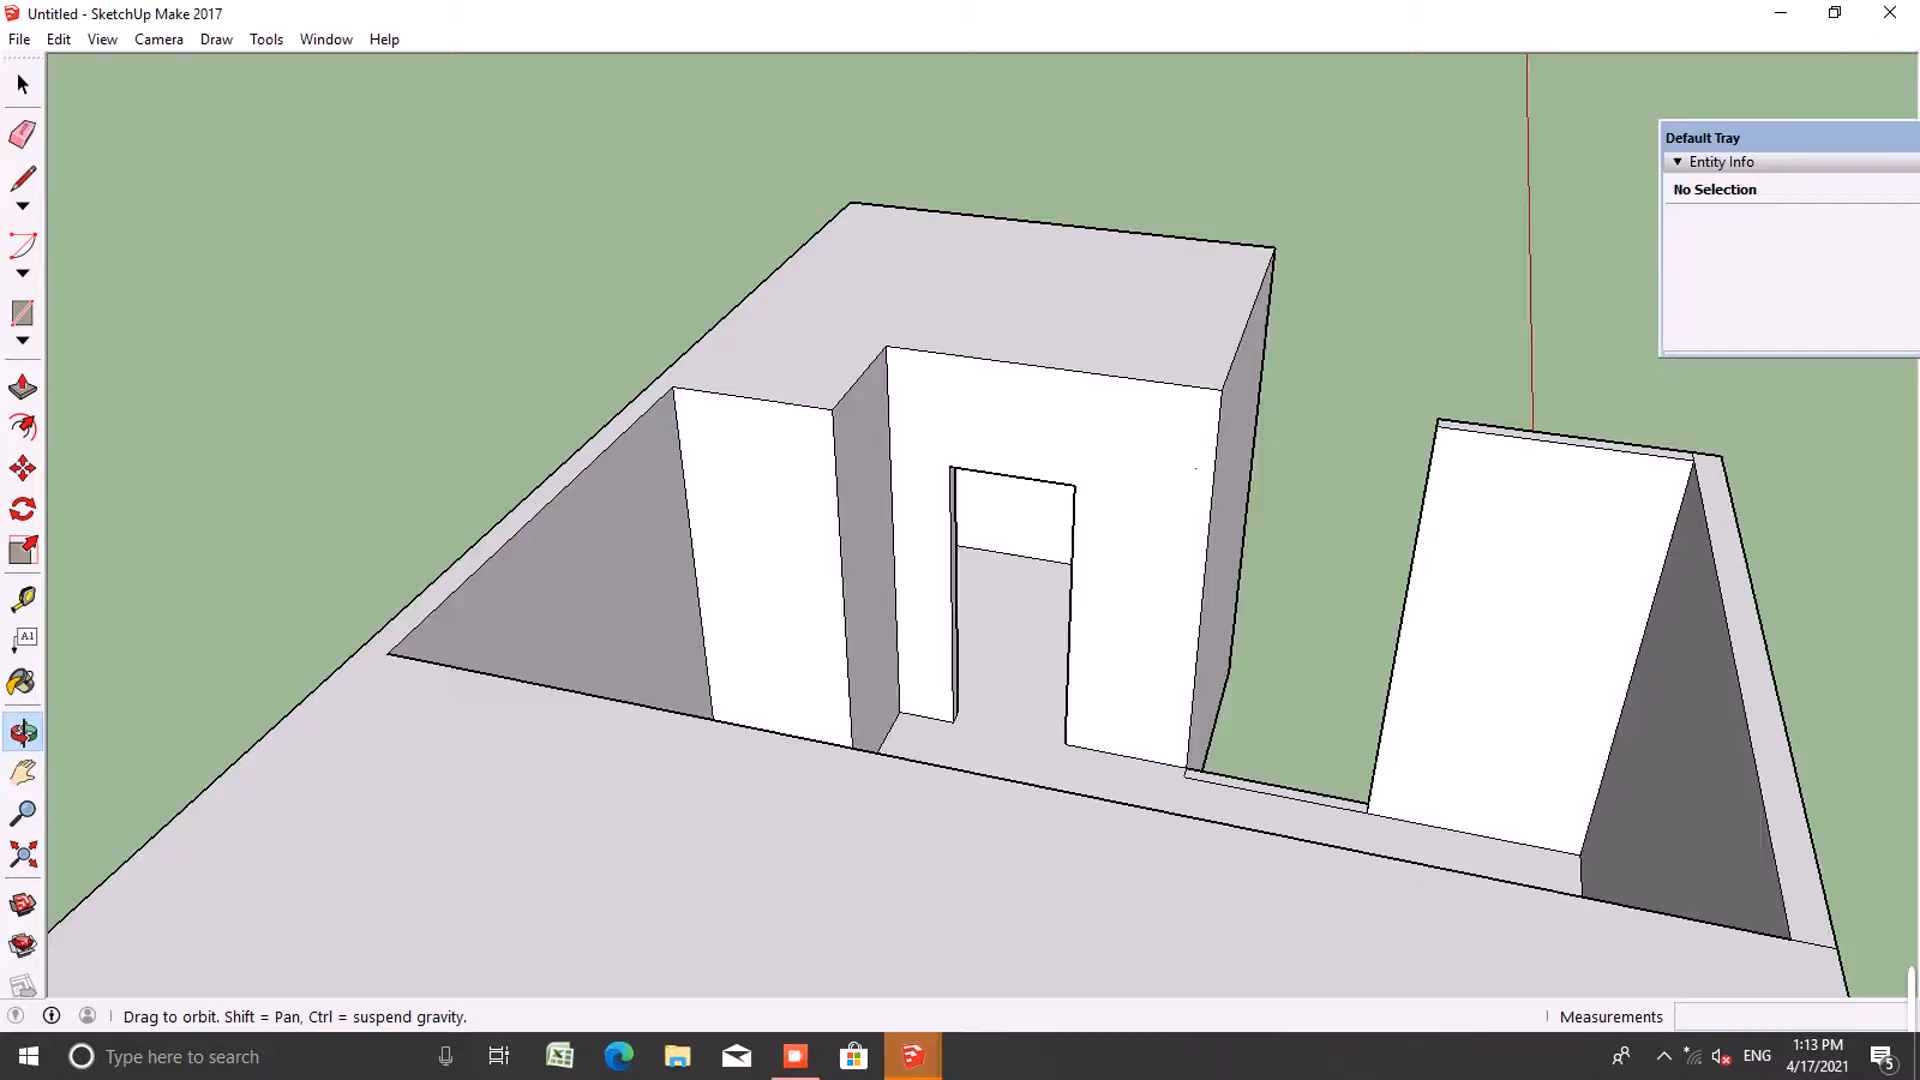 Untitled - SketchUp Make 2017
File Edit View Camera Draw Tools Window Help
Default Tray
Entity Info
No Selection
A1
Drag to orbit. Shift = Pan, Ctrl = suspend gravity.
Measurements
Type here to search
ENG
1:13 PM
4/17/2021
5